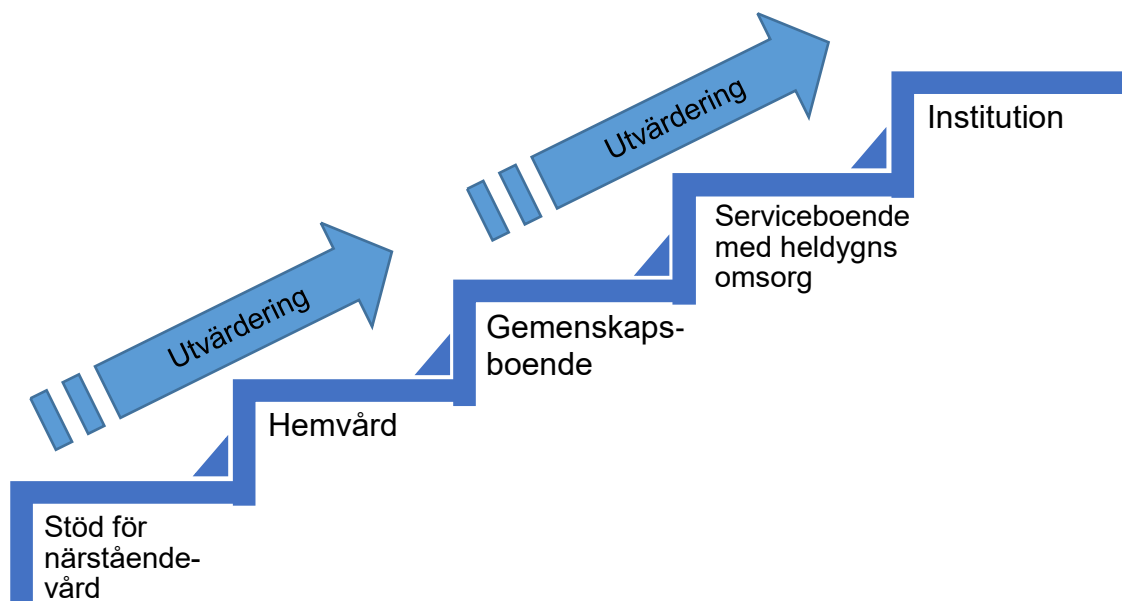 Utvärdering
Institution
Utvärdering
Serviceboende
med heldygns
omsorg
Gemenskaps-
boende
Hemvård
Stöd för
närstående-
vård